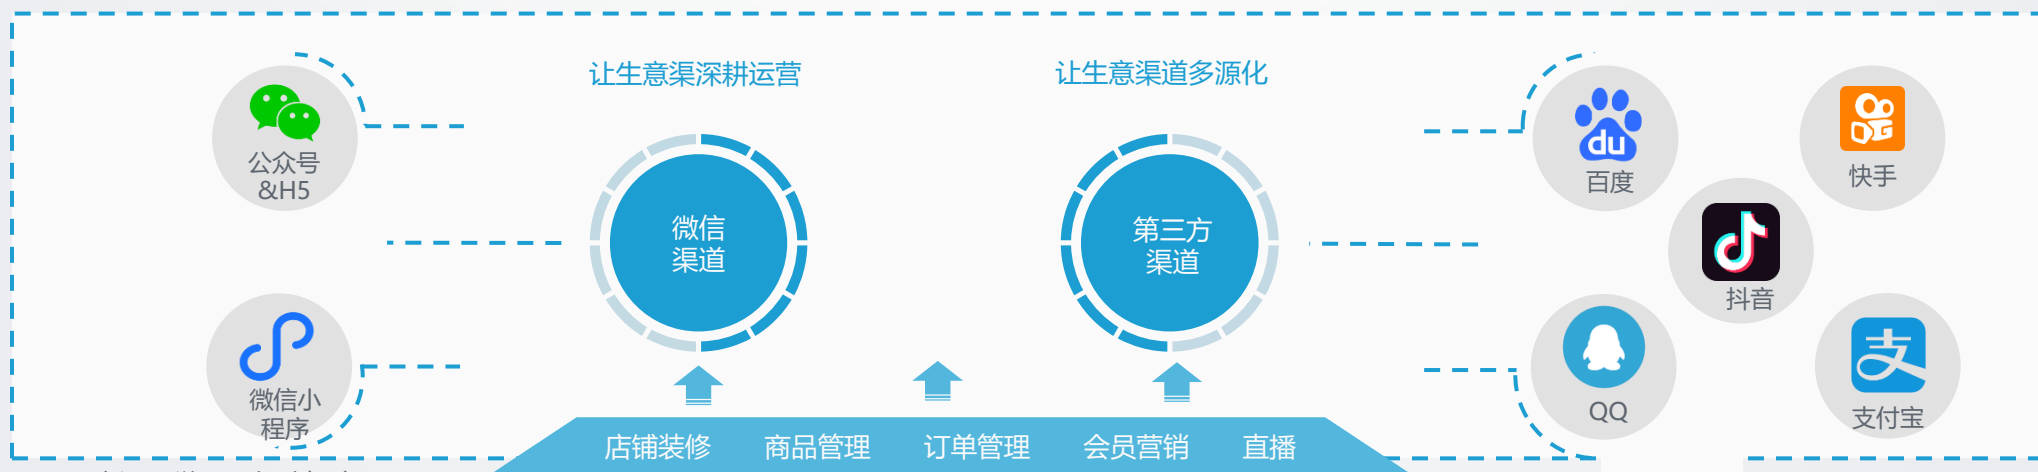 让生意渠深耕运营
让生意渠道多源化
公众号
&H5
微信
渠道
第三方
渠道
du
百度
快手
抖音
微信小
程序
QQ
支
支付宝
店铺装修 商品管理 订单管理 会员营销 直播